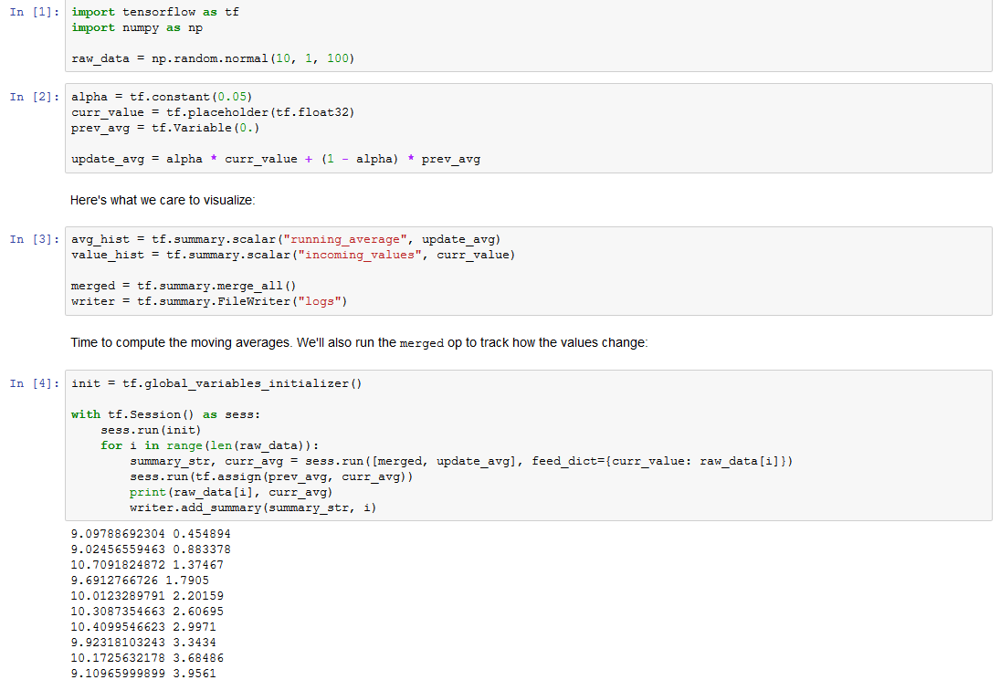 In [1]: import tensorflow as tf
import numpy as np
raw_data = np.random.normal(10, 1, 100)
In [2]: alpha = tf.constant(0.05)
curr_value = tf.placeholder(tf.float32)
prev_avg = tf.Variable(0.)
update_avg = alpha * curr_value + (1 - alpha) * prev_avg
Here's what we care to visualize:
In [3]: avg_hist = tf.summary.scalar("running_average", update_avg)
value_hist = tf.summary.scalar("incoming_values", curr_value)
merged = tf.summary.merge_all()
writer = tf.summary.FileWriter("logs")
Time to compute the moving averages. We'll also run the merged op to track how the values change:
In [4]: init = tf.global_variables_initializer()
with tf.Session() as sess:
    sess.run(init)
    for i in range(len(raw_data)):
        summary_str, curr_avg = sess.run([merged, update_avg], feed_dict={curr_value: raw_data[i]})
        sess.run(tf.assign(prev_avg, curr_avg))
        print(raw_data[i], curr_avg)
        writer.add_summary(summary_str, i)
9.09788692304 0.454894
9.02456559463 0.883378
10.7091824872 1.37467
9.6912766726 1.7905
10.0123289791 2.20159
10.3087354663 2.60695
10.4099546623 2.9971
9.92318103243 3.3434
10.1725632178 3.68486
9.10965999899 3.9561